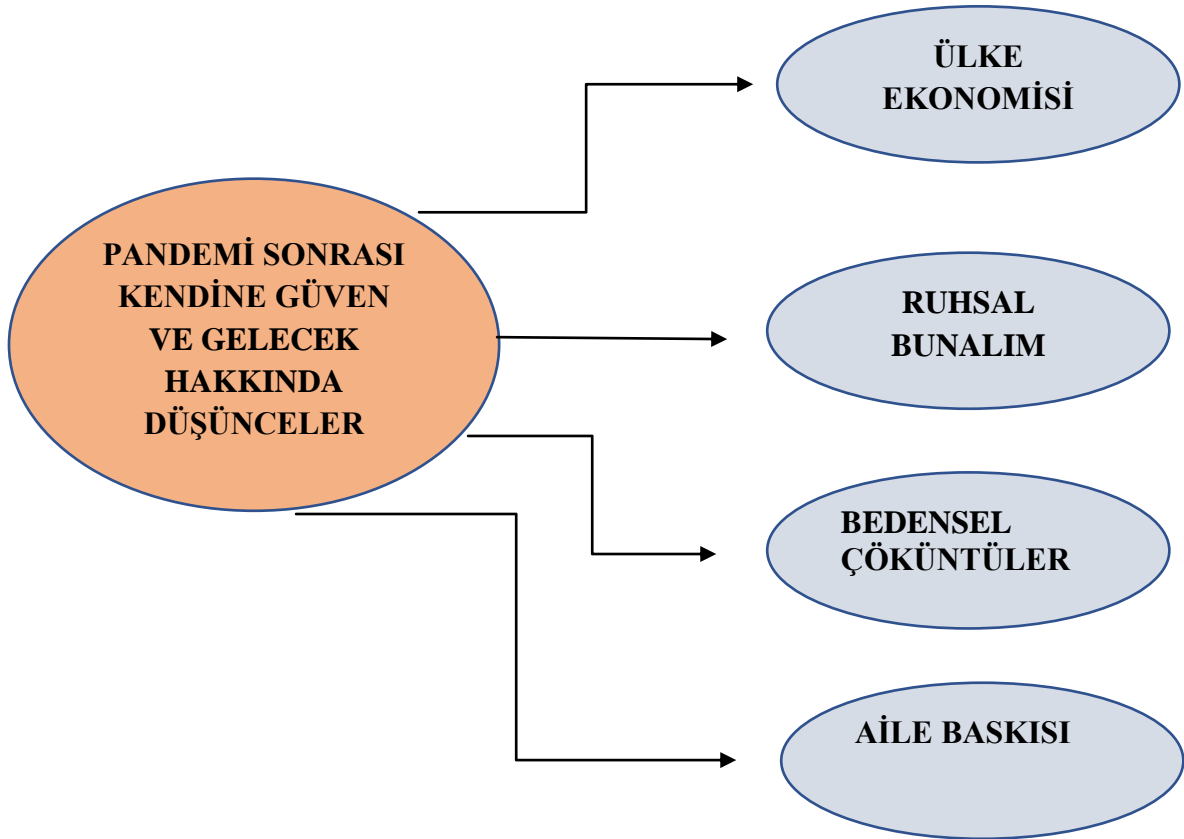 PANDEMİ SONRASI
KENDİNE GÜVEN
VE GELECEK
HAKKINDA
DÜŞÜNCELER
ÜLKE
EKONOMİSİ
RUHSAL
BUNALIM
BEDENSEL
ÇÖKÜNTÜLER
AİLE BASKISI